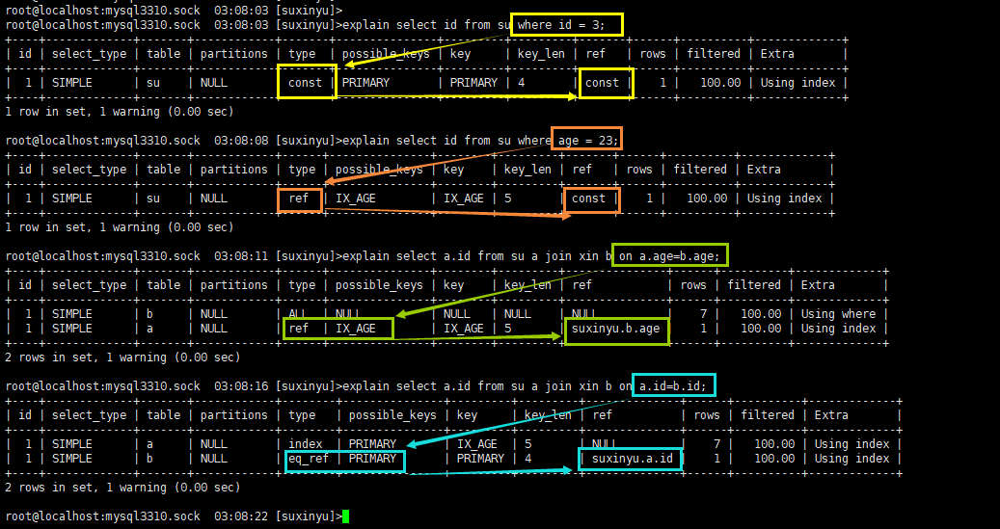 root@localhost:mysql3310.sock  03:08:03 [suxinyu]>
root@localhost:mysql3310.sock  03:08:03 [suxinyu]>explain select id from su where id = 3;
+----+-------------+-------+------------+-------+---------------+---------+---------+-------+------+----------+-------------+
| id | select_type | table | partitions | type  | possible_keys | key     | key_len | ref   | rows | filtered | Extra       |
+----+-------------+-------+------------+-------+---------------+---------+---------+-------+------+----------+-------------+
|  1 | SIMPLE      | su    | NULL       | const | PRIMARY       | PRIMARY | 4       | const |    1 |   100.00 | Using index |
+----+-------------+-------+------------+-------+---------------+---------+---------+-------+------+----------+-------------+
1 row in set, 1 warning (0.00 sec)
root@localhost:mysql3310.sock  03:08:08 [suxinyu]>explain select id from su where age = 23;
+----+-------------+-------+------------+------+---------------+--------+---------+-------+------+----------+-------------+
| id | select_type | table | partitions | type | possible_keys | key    | key_len | ref   | rows | filtered | Extra       |
+----+-------------+-------+------------+------+---------------+--------+---------+-------+------+----------+-------------+
|  1 | SIMPLE      | su    | NULL       | ref  | IX_AGE        | IX_AGE | 5       | const |    1 |   100.00 | Using index |
+----+-------------+-------+------------+------+---------------+--------+---------+-------+------+----------+-------------+
1 row in set, 1 warning (0.00 sec)
root@localhost:mysql3310.sock  03:08:11 [suxinyu]>explain select a.id from su a join xin b on a.age=b.age;
+----+-------------+-------+------------+------+---------------+--------+---------+---------------+------+----------+-------------+
| id | select_type | table | partitions | type | possible_keys | key    | key_len | ref           | rows | filtered | Extra       |
+----+-------------+-------+------------+------+---------------+--------+---------+---------------+------+----------+-------------+
|  1 | SIMPLE      | b     | NULL       | ALL  | NULL          | NULL   | NULL    | NULL          |    7 |   100.00 | Using where |
|  1 | SIMPLE      | a     | NULL       | ref  | IX_AGE        | IX_AGE | 5       | suxinyu.b.age |    1 |   100.00 | Using index |
+----+-------------+-------+------------+------+---------------+--------+---------+---------------+------+----------+-------------+
2 rows in set, 1 warning (0.00 sec)
root@localhost:mysql3310.sock  03:08:16 [suxinyu]>explain select a.id from su a join xin b on a.id=b.id;
+----+-------------+-------+------------+--------+---------------+---------+---------+--------------+------+----------+-------------+
| id | select_type | table | partitions | type   | possible_keys | key     | key_len | ref          | rows | filtered | Extra       |
+----+-------------+-------+------------+--------+---------------+---------+---------+--------------+------+----------+-------------+
|  1 | SIMPLE      | a     | NULL       | index  | PRIMARY       | IX_AGE  | 5       | NULL         |    7 |   100.00 | Using index |
|  1 | SIMPLE      | b     | NULL       | eq_ref | PRIMARY       | PRIMARY | 4       | suxinyu.a.id |    1 |   100.00 | Using index |
+----+-------------+-------+------------+--------+---------------+---------+---------+--------------+------+----------+-------------+
2 rows in set, 1 warning (0.00 sec)
root@localhost:mysql3310.sock  03:08:22 [suxinyu]>